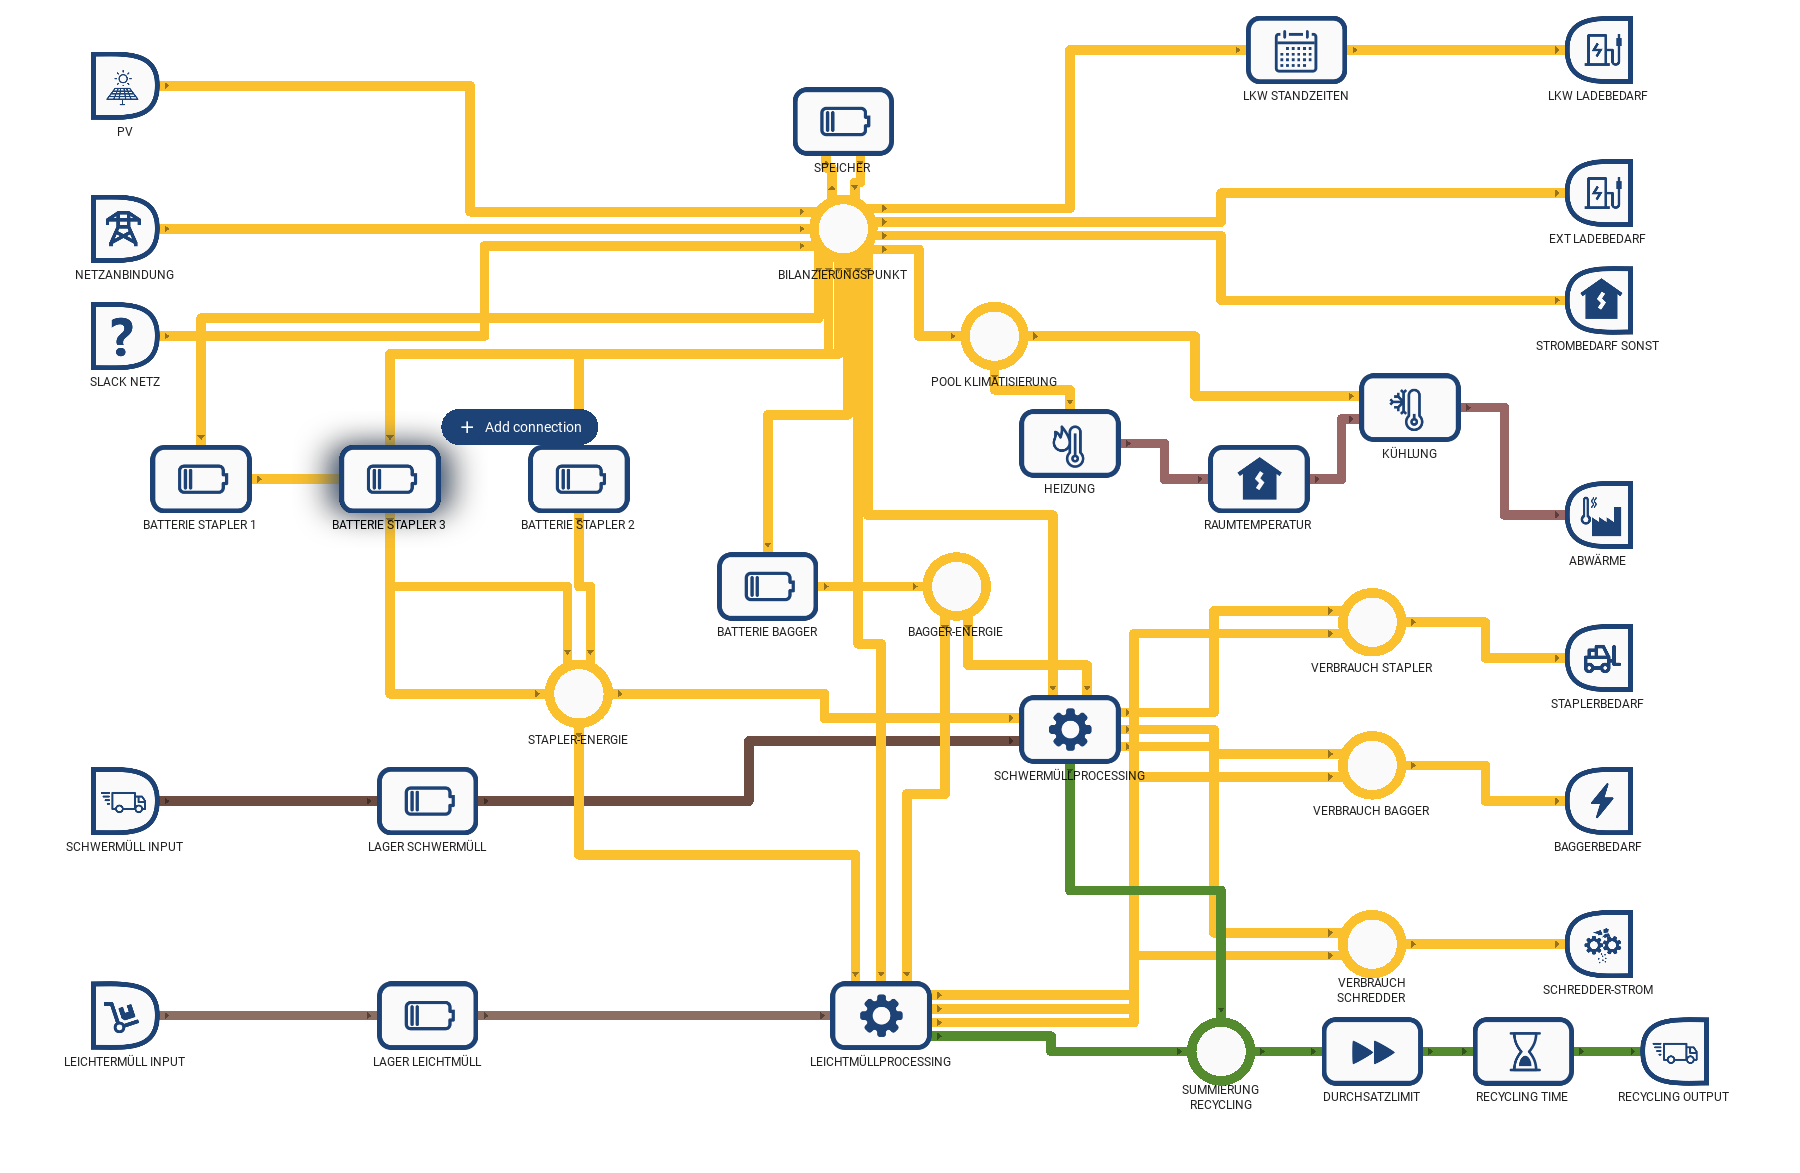 LKW STANDZEITEN
LKW LADEBEDARF
PV
SPEICHER
EXT LADEBEDARF
NETZANBINDUNG
BILANZIERUNGSPUNKT
STROMBEDARF SONST
?
SLACK NETZ
POOL KLIMATISIERUNG
+ Add connection
KÜHLUNG
HEIZUNG
BATTERIE STAPLER 1
BATTERIE STAPLER 3
BATTERIE STAPLER 2
RAUMTEMPERATUR
ABWÄRME
BATTERIE BAGGER
BAGGER-ENERGIE
VERBRAUCH STAPLER
STAPLERBEDARF
STAPLER-ENERGIE
SCHWERMÜLLPROCESSING
VERBRAUCH BAGGER
SCHWERMÜLL INPUT
LAGER SCHWERMÜLL
BAGGERBEDARF
VERBRAUCH
SCHREDDER
SCHREDDER-STROM
LEICHTERMÜLL INPUT
LAGER LEICHTMÜLL
LEICHTMÜLLPROCESSING
SUMMIERUNG
RECYCLING
DURCHSATZLIMIT
RECYCLING TIME
RECYCLING OUTPUT